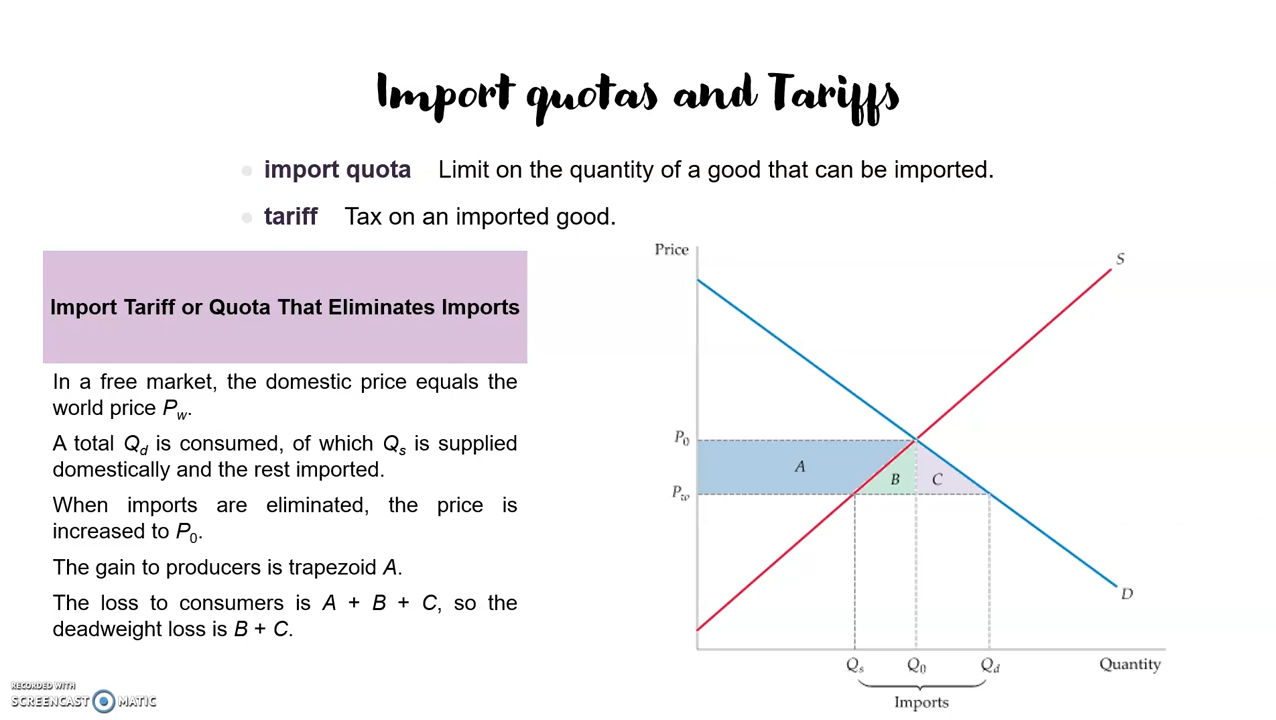 Import quotas and Tariffs
import quota Limit on the quantity of a good that can be imported.
tariff Tax on an imported good.
Import Tariff or Quota That Eliminates Imports
In a free market, the domestic price equals the
world price Pw.
A total Qd is consumed, of which Qs is supplied
domestically and the rest imported.
When imports are eliminated, the price is
increased to P0.
The gain to producers is trapezoid A.
The loss to consumers is A + B + C, so the
deadweight loss is B + C.
Price
S
P0
A
B
C
Pw
D
Qs
Q0
Qd
Quantity
Imports
RECORDED WITH
SCREENCAST MATIC